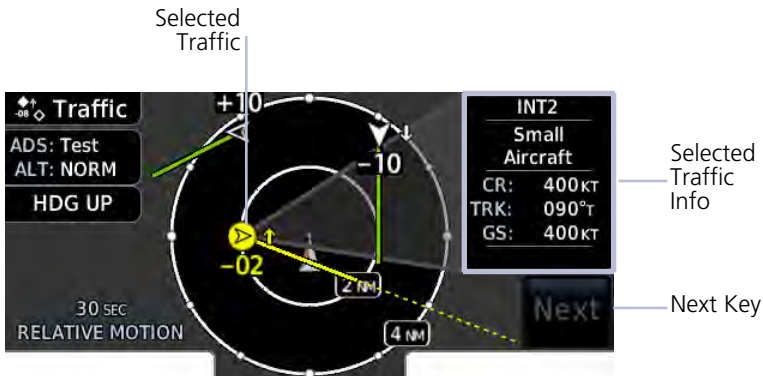 Selected
Traffic
-08
Traffic
ADS: Test
ALT: NORM
HDG UP
+10
-10
-02
2 NM
4 NM
30 SEC
RELATIVE MOTION
INT2
Small
Aircraft
CR: 400KT
TRK: 090°T
GS: 400KT
Next
Selected
Traffic
Info
Next Key